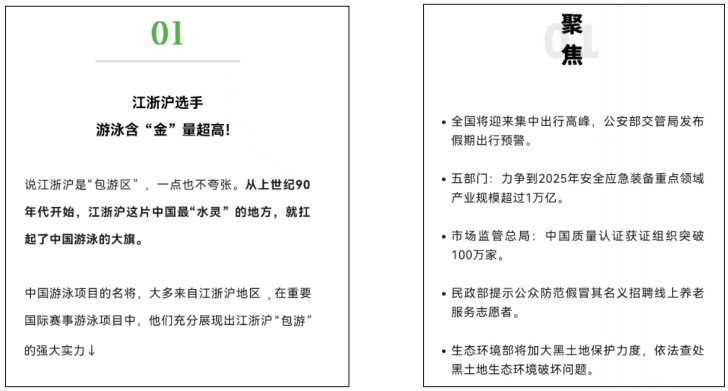 01
江浙沪选手
游泳含“金”量超高！
说江浙沪是“包游区”，一点也不夸张。从上世纪90
年代开始，江浙沪这片中国最“水灵”的地方，就扛
起了中国游泳的大旗。
中国游泳项目的名将，大多来自江浙沪地区，在重要
国际赛事游泳项目中，他们充分展现出江浙沪“包游”
的强大实力↓
01
聚
焦
• 全国将迎来集中出行高峰，公安部交管局发布
假期出行预警。
• 五部门：力争到2025年安全应急装备重点领域
产业规模超过1万亿。
• 市场监管总局：中国质量认证获证组织突破
100万家。
• 民政部提示公众防范假冒其名义招聘线上养老
服务志愿者。
• 生态环境部将加大黑土地保护力度，依法查处
黑土地生态环境破坏问题。